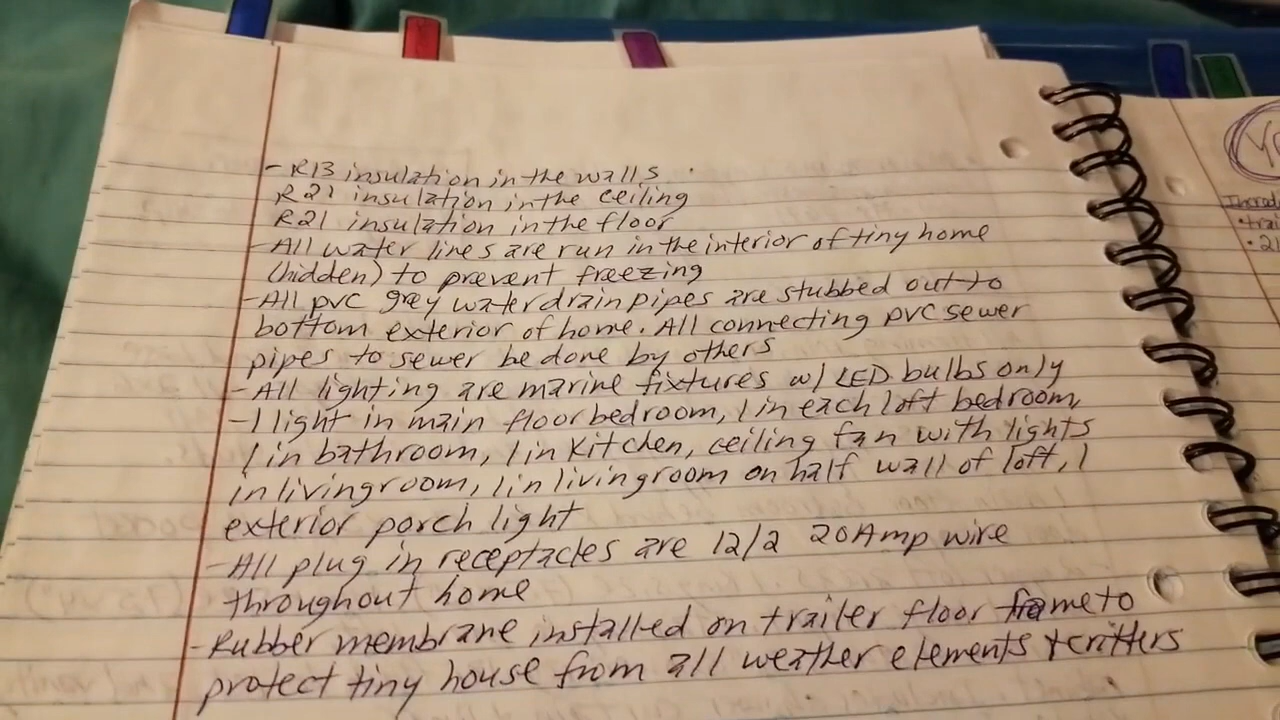 - R13 insulation in the walls
R21 insulation in the ceiling
R21 insulation in the floor
- All water lines are run in the interior of tiny home
(hidden) to prevent freezing
- All pvc grey water drain pipes are stubbed out to
bottom exterior of home. All connecting pvc sewer
pipes to sewer be done by others
- All lighting are marine fixtures w/ LED bulbs only
- 1 light in main floor bedroom, 1 in each loft bedroom,
1 in bathroom, 1 in kitchen, ceiling fan with lights
in livingroom, 1 in livingroom on half wall of loft, 1
exterior porch light
- All plug in receptacles are 12/2 20 Amp wire
throughout home
- Rubber membrane installed on trailer floor frame to
protect tiny house from all weather elements + critters